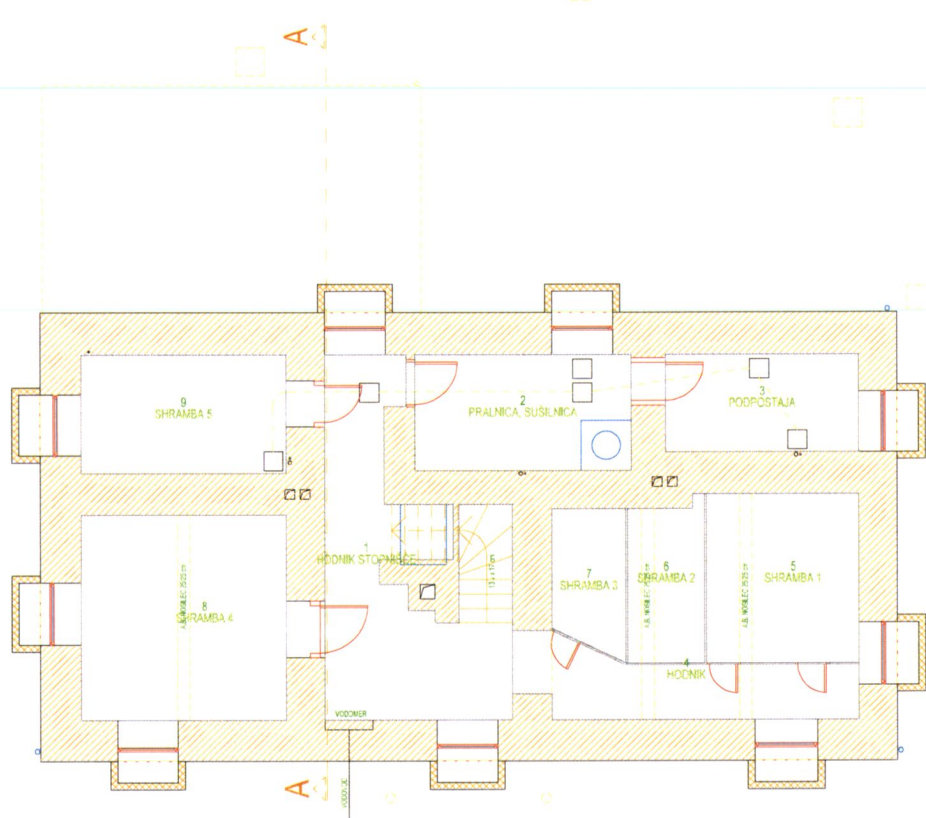 A
9
SHRAMBA 5
2
PRALNICA, SUŠILNICA
3
PODPOSTAJA
1
HODNIK STOPNIŠČE
7
SHRAMBA 3
6
SHRAMBA 2
5
SHRAMBA 1
8
SHRAMBA 4
4
HODNIK
VODOMER
A